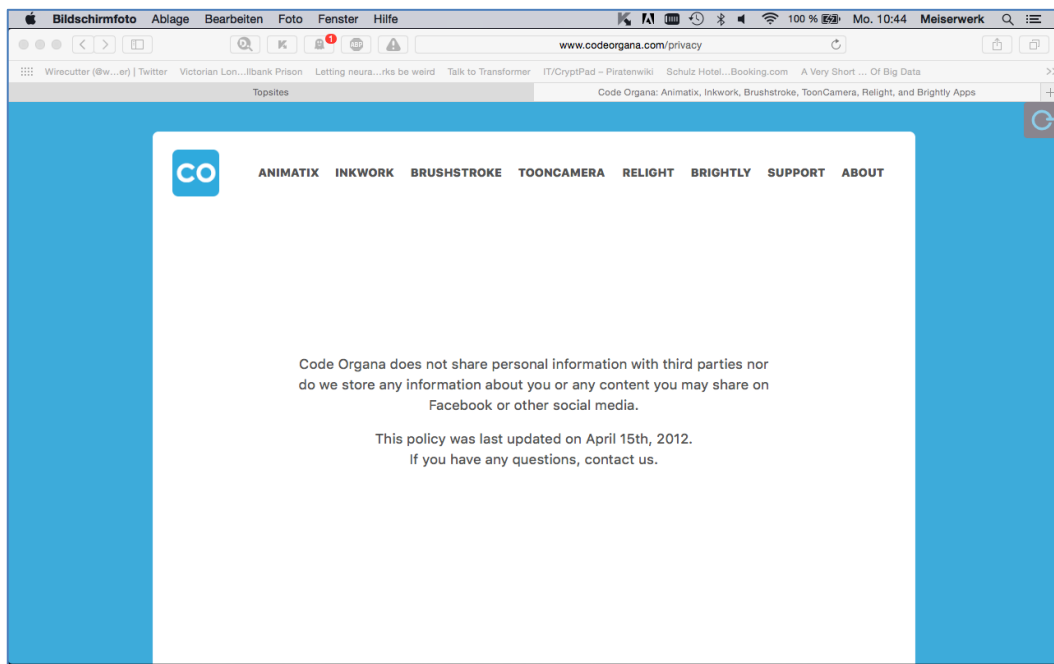 Bildschirmfoto Ablage Bearbeiten Foto Fenster Hilfe 100 % Mo. 10:44 Meiserwerk
1 ABP www.codeorgana.com/privacy
Wirecutter (@w...er) | Twitter Victorian Lon...llbank Prison Letting neura...rks be weird Talk to Transformer IT/CryptPad – Piratenwiki Schulz Hotel...Booking.com A Very Short ... Of Big Data
Topsites Code Organa: Animatix, Inkwork, Brushstroke, ToonCamera, Relight, and Brightly Apps
CO ANIMATIX INKWORK BRUSHSTROKE TOONCAMERA RELIGHT BRIGHTLY SUPPORT ABOUT
Code Organa does not share personal information with third parties nor
do we store any information about you or any content you may share on
Facebook or other social media.
This policy was last updated on April 15th, 2012.
If you have any questions, contact us.